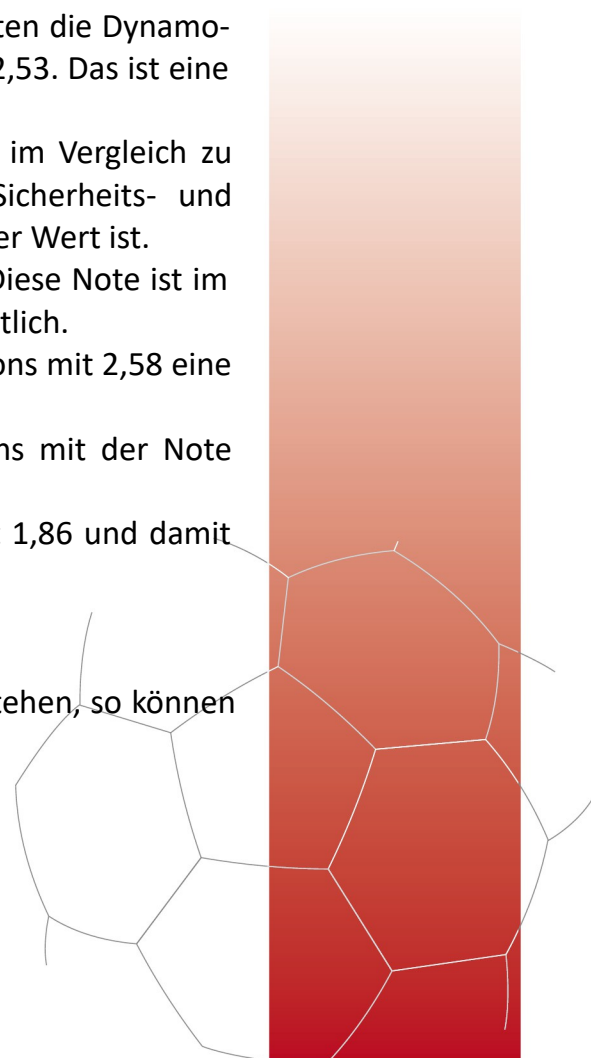 ten die Dynamo-
2,53. Das ist eine
im Vergleich zu
Sicherheits- und
er Wert ist.
Diese Note ist im
tlich.
ons mit 2,58 eine
ns mit der Note
t 1,86 und damit
tehen, so können